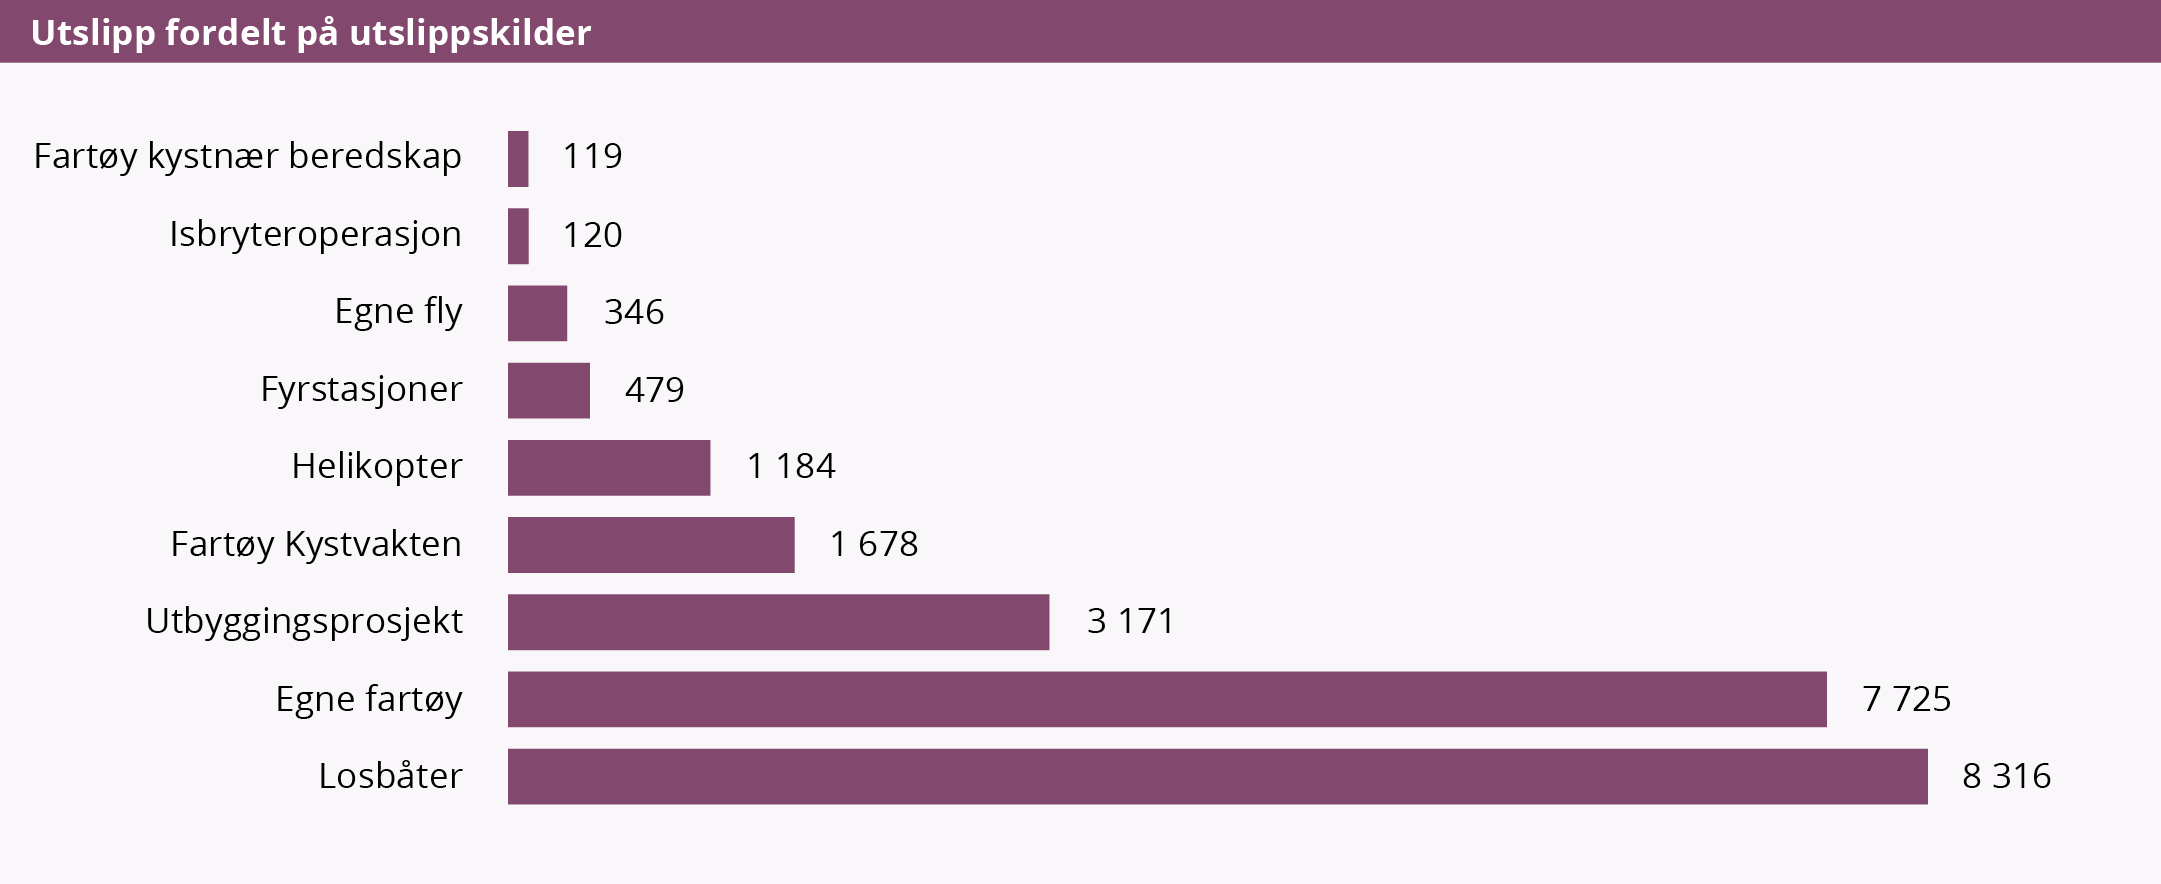 Utslipp fordelt på utslippskilder
Fartøy kystnær beredskap 119
Isbryteroperasjon 120
Egne fly 346
Fyrstasjoner 479
Helikopter 1 184
Fartøy Kystvakten 1 678
Utbyggingsprosjekt 3 171
Egne fartøy 7 725
Losbåter 8 316